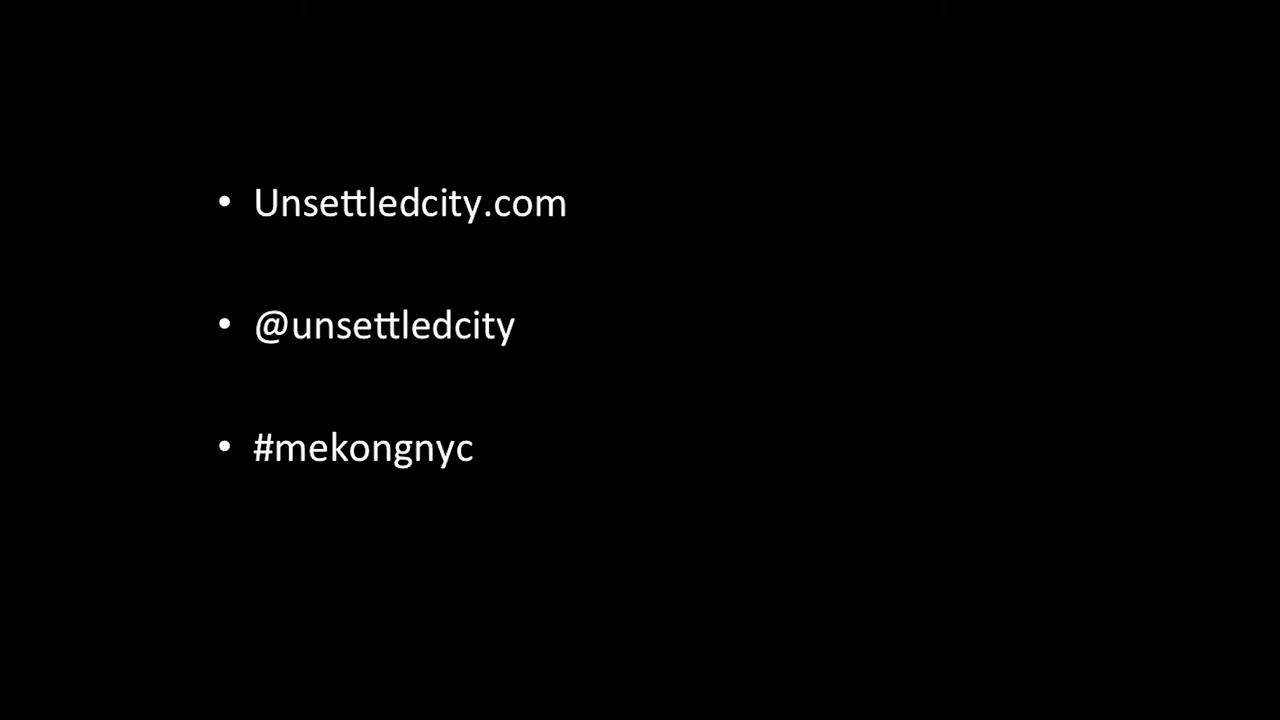 • Unsettledcity.com
• @unsettledcity
• #mekongnyc